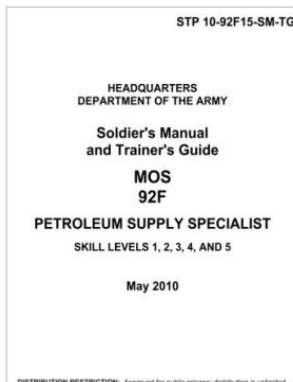 STP 10-92F15-SM-TG
HEADQUARTERS
DEPARTMENT OF THE ARMY
Soldier's Manual
and Trainer's Guide
MOS
92F
PETROLEUM SUPPLY SPECIALIST
SKILL LEVELS 1, 2, 3, 4, AND 5
May 2010
DISTRIBUTION RESTRICTION: Approved for public release; distribution is unlimited.